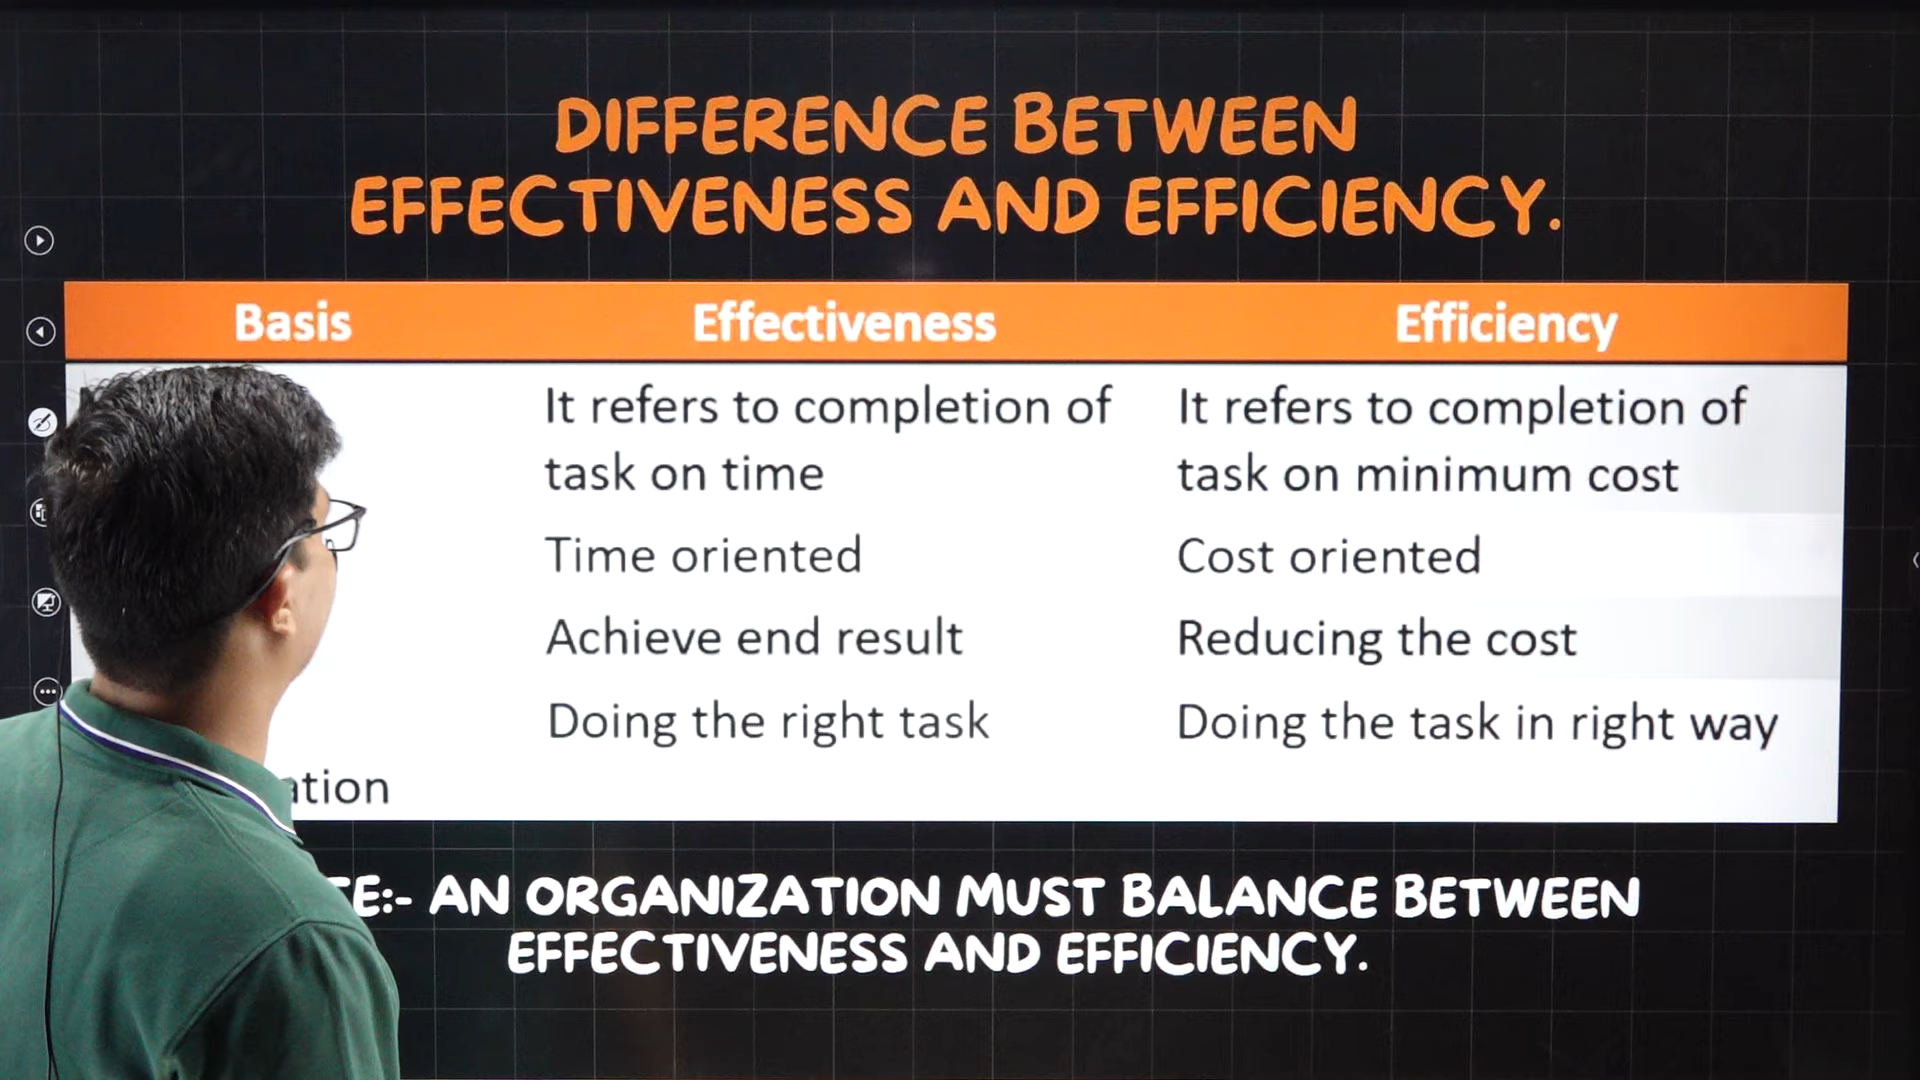 DIFFERENCE BETWEEN
EFFECTIVENESS AND EFFICIENCY.
Basis Effectiveness Efficiency
It refers to completion of It refers to completion of
task on time task on minimum cost
Time oriented Cost oriented
Achieve end result Reducing the cost
Doing the right task Doing the task in right way
AN ORGANIZATION MUST BALANCE BETWEEN
EFFECTIVENESS AND EFFICIENCY.